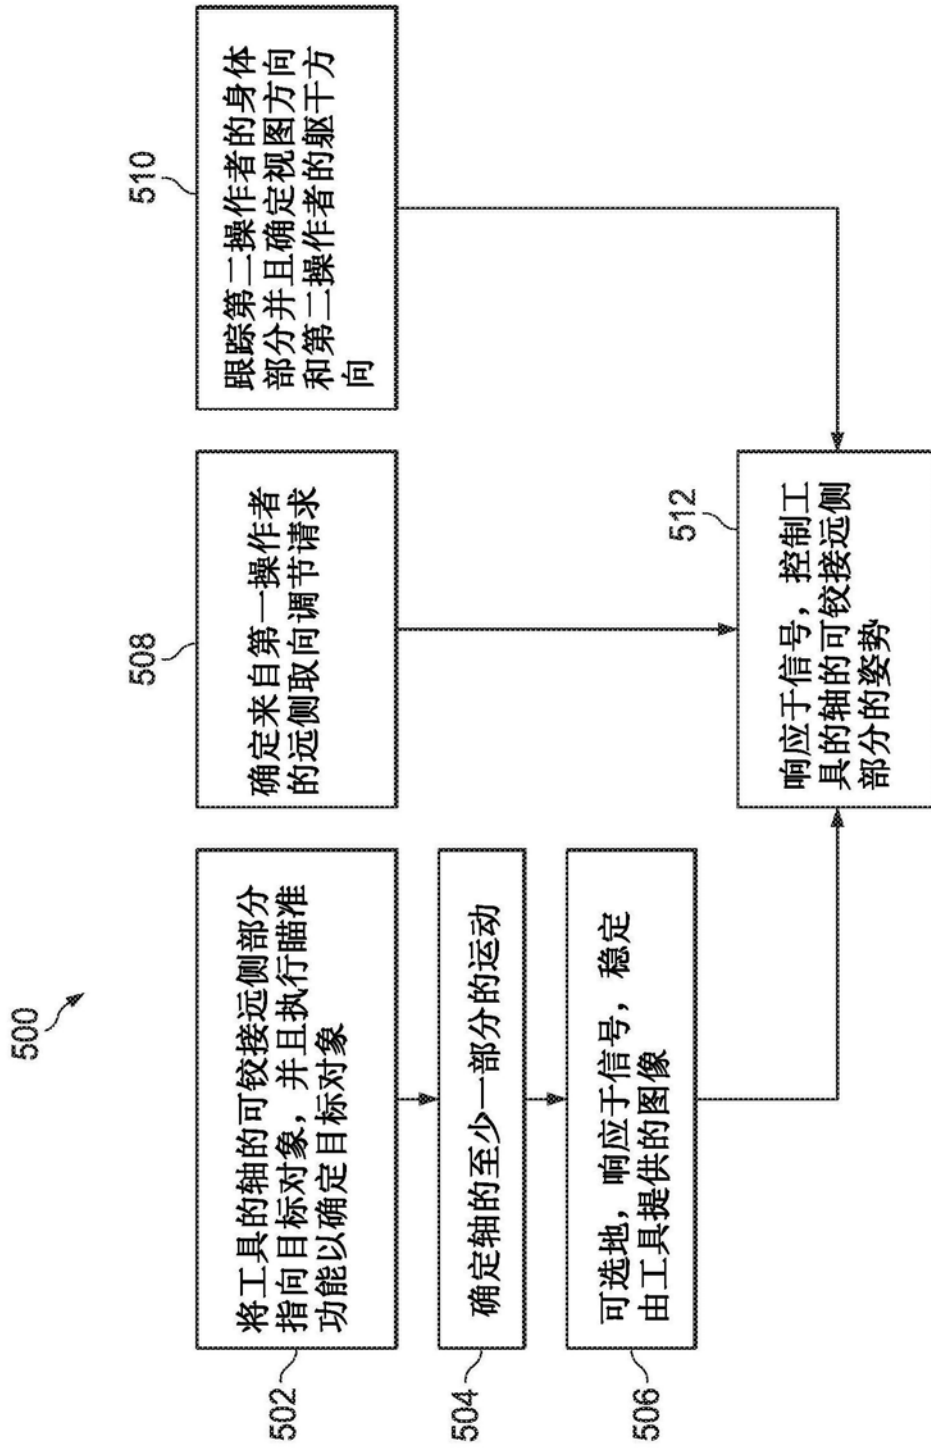 500
502
将工具的轴的可铰接远侧部分
指向目标对象，并且执行瞄准
功能以确定目标对象
504
确定轴的至少一部分的运动
506
可选地，响应于信号，稳定
由工具提供的图像
508
确定来自第一操作者
的远侧取向调节请求
510
跟踪第二操作者的身体
部分并且确定视图方向
和第二操作者的躯干方
向
512
响应于信号，控制工
具的轴的可铰接远侧
部分的姿势